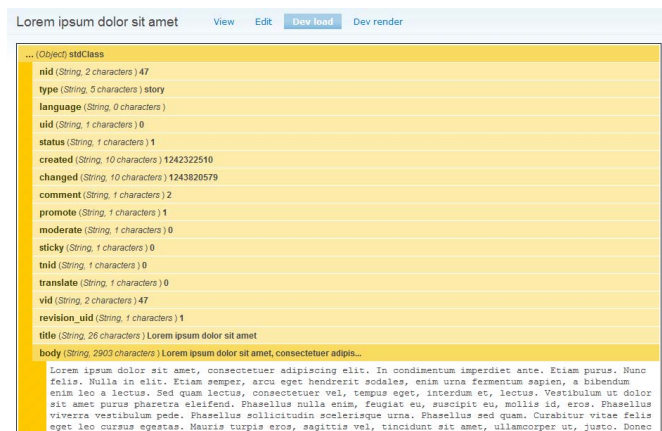 Lorem ipsum dolor sit amet View Edit Dev load Dev render
... (Object) stdClass
nid (String, 2 characters ) 47
type (String, 5 characters ) story
language (String, 0 characters )
uid (String, 1 characters ) 0
status (String, 1 characters ) 1
created (String, 10 characters ) 1242322510
changed (String, 10 characters ) 1243820579
comment (String, 1 characters ) 2
promote (String, 1 characters ) 1
moderate (String, 1 characters ) 0
sticky (String, 1 characters ) 0
tnid (String, 1 characters ) 0
translate (String, 1 characters ) 0
vid (String, 2 characters ) 47
revision_uid (String, 1 characters ) 1
title (String, 26 characters ) Lorem ipsum dolor sit amet
body (String, 2903 characters ) Lorem ipsum dolor sit amet, consectetuer adipis...
Lorem ipsum dolor sit amet, consectetuer adipiscing elit. In condimentum imperdiet ante. Etiam purus. Nunc
felis. Nulla in elit. Etiam semper, arcu eget hendrerit sodales, enim urna fermentum sapien, a bibendum
enim leo a lectus. Sed quam lectus, consectetuer vel, tempus eget, interdum et, lectus. Vestibulum ut dolor
sit amet purus pharetra eleifend. Phasellus nulla enim, feugiat eu, suscipit eu, mollis id, eros. Phasellus
viverra vestibulum pede. Phasellus sollicitudin scelerisque urna. Phasellus sed quam. Curabitur vitae felis
eget leo cursus egestas. Mauris turpis eros, sagittis vel, tincidunt sit amet, ullamcorper ut, justo. Donec